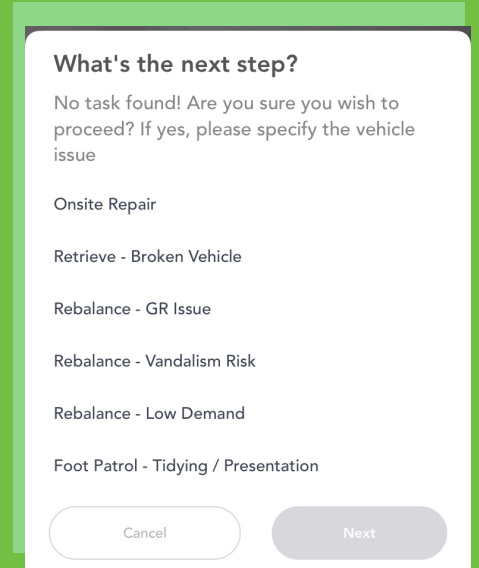 What's the next step?
No task found! Are you sure you wish to
proceed? If yes, please specify the vehicle
issue
Onsite Repair
Retrieve - Broken Vehicle
Rebalance - GR Issue
Rebalance - Vandalism Risk
Rebalance - Low Demand
Foot Patrol - Tidying / Presentation
Cancel
Next